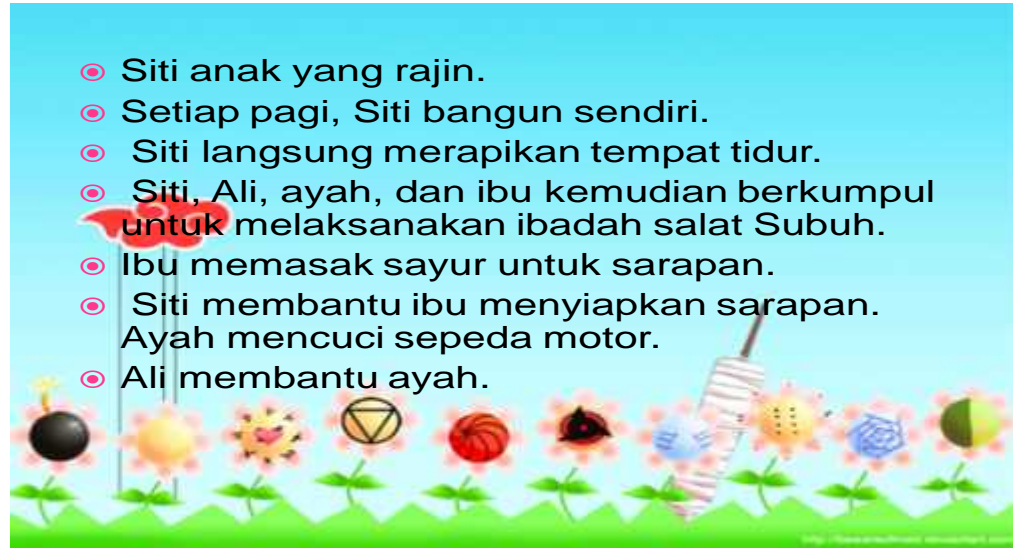 Siti anak yang rajin.
Setiap pagi, Siti bangun sendiri.
Siti langsung merapikan tempat tidur.
Siti, Ali, ayah, dan ibu kemudian berkumpul
untuk melaksanakan ibadah salat Subuh.
Ibu memasak sayur untuk sarapan.
Siti membantu ibu menyiapkan sarapan.
Ayah mencuci sepeda motor.
Ali membantu ayah.